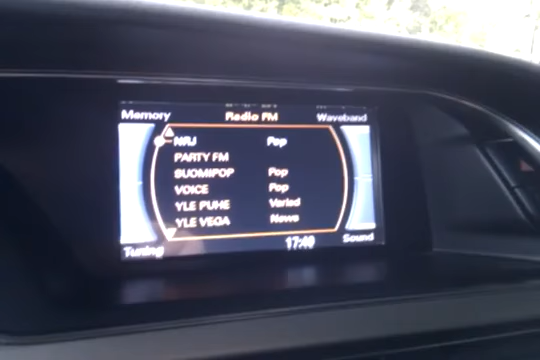 Memory Radio FM Waveband
NRJ Pop
PARTY FM
SUOMIPOP Pop
VOICE Pop
YLE PUHE Varied
YLE VEGA News
Tuning 17:40 Sound